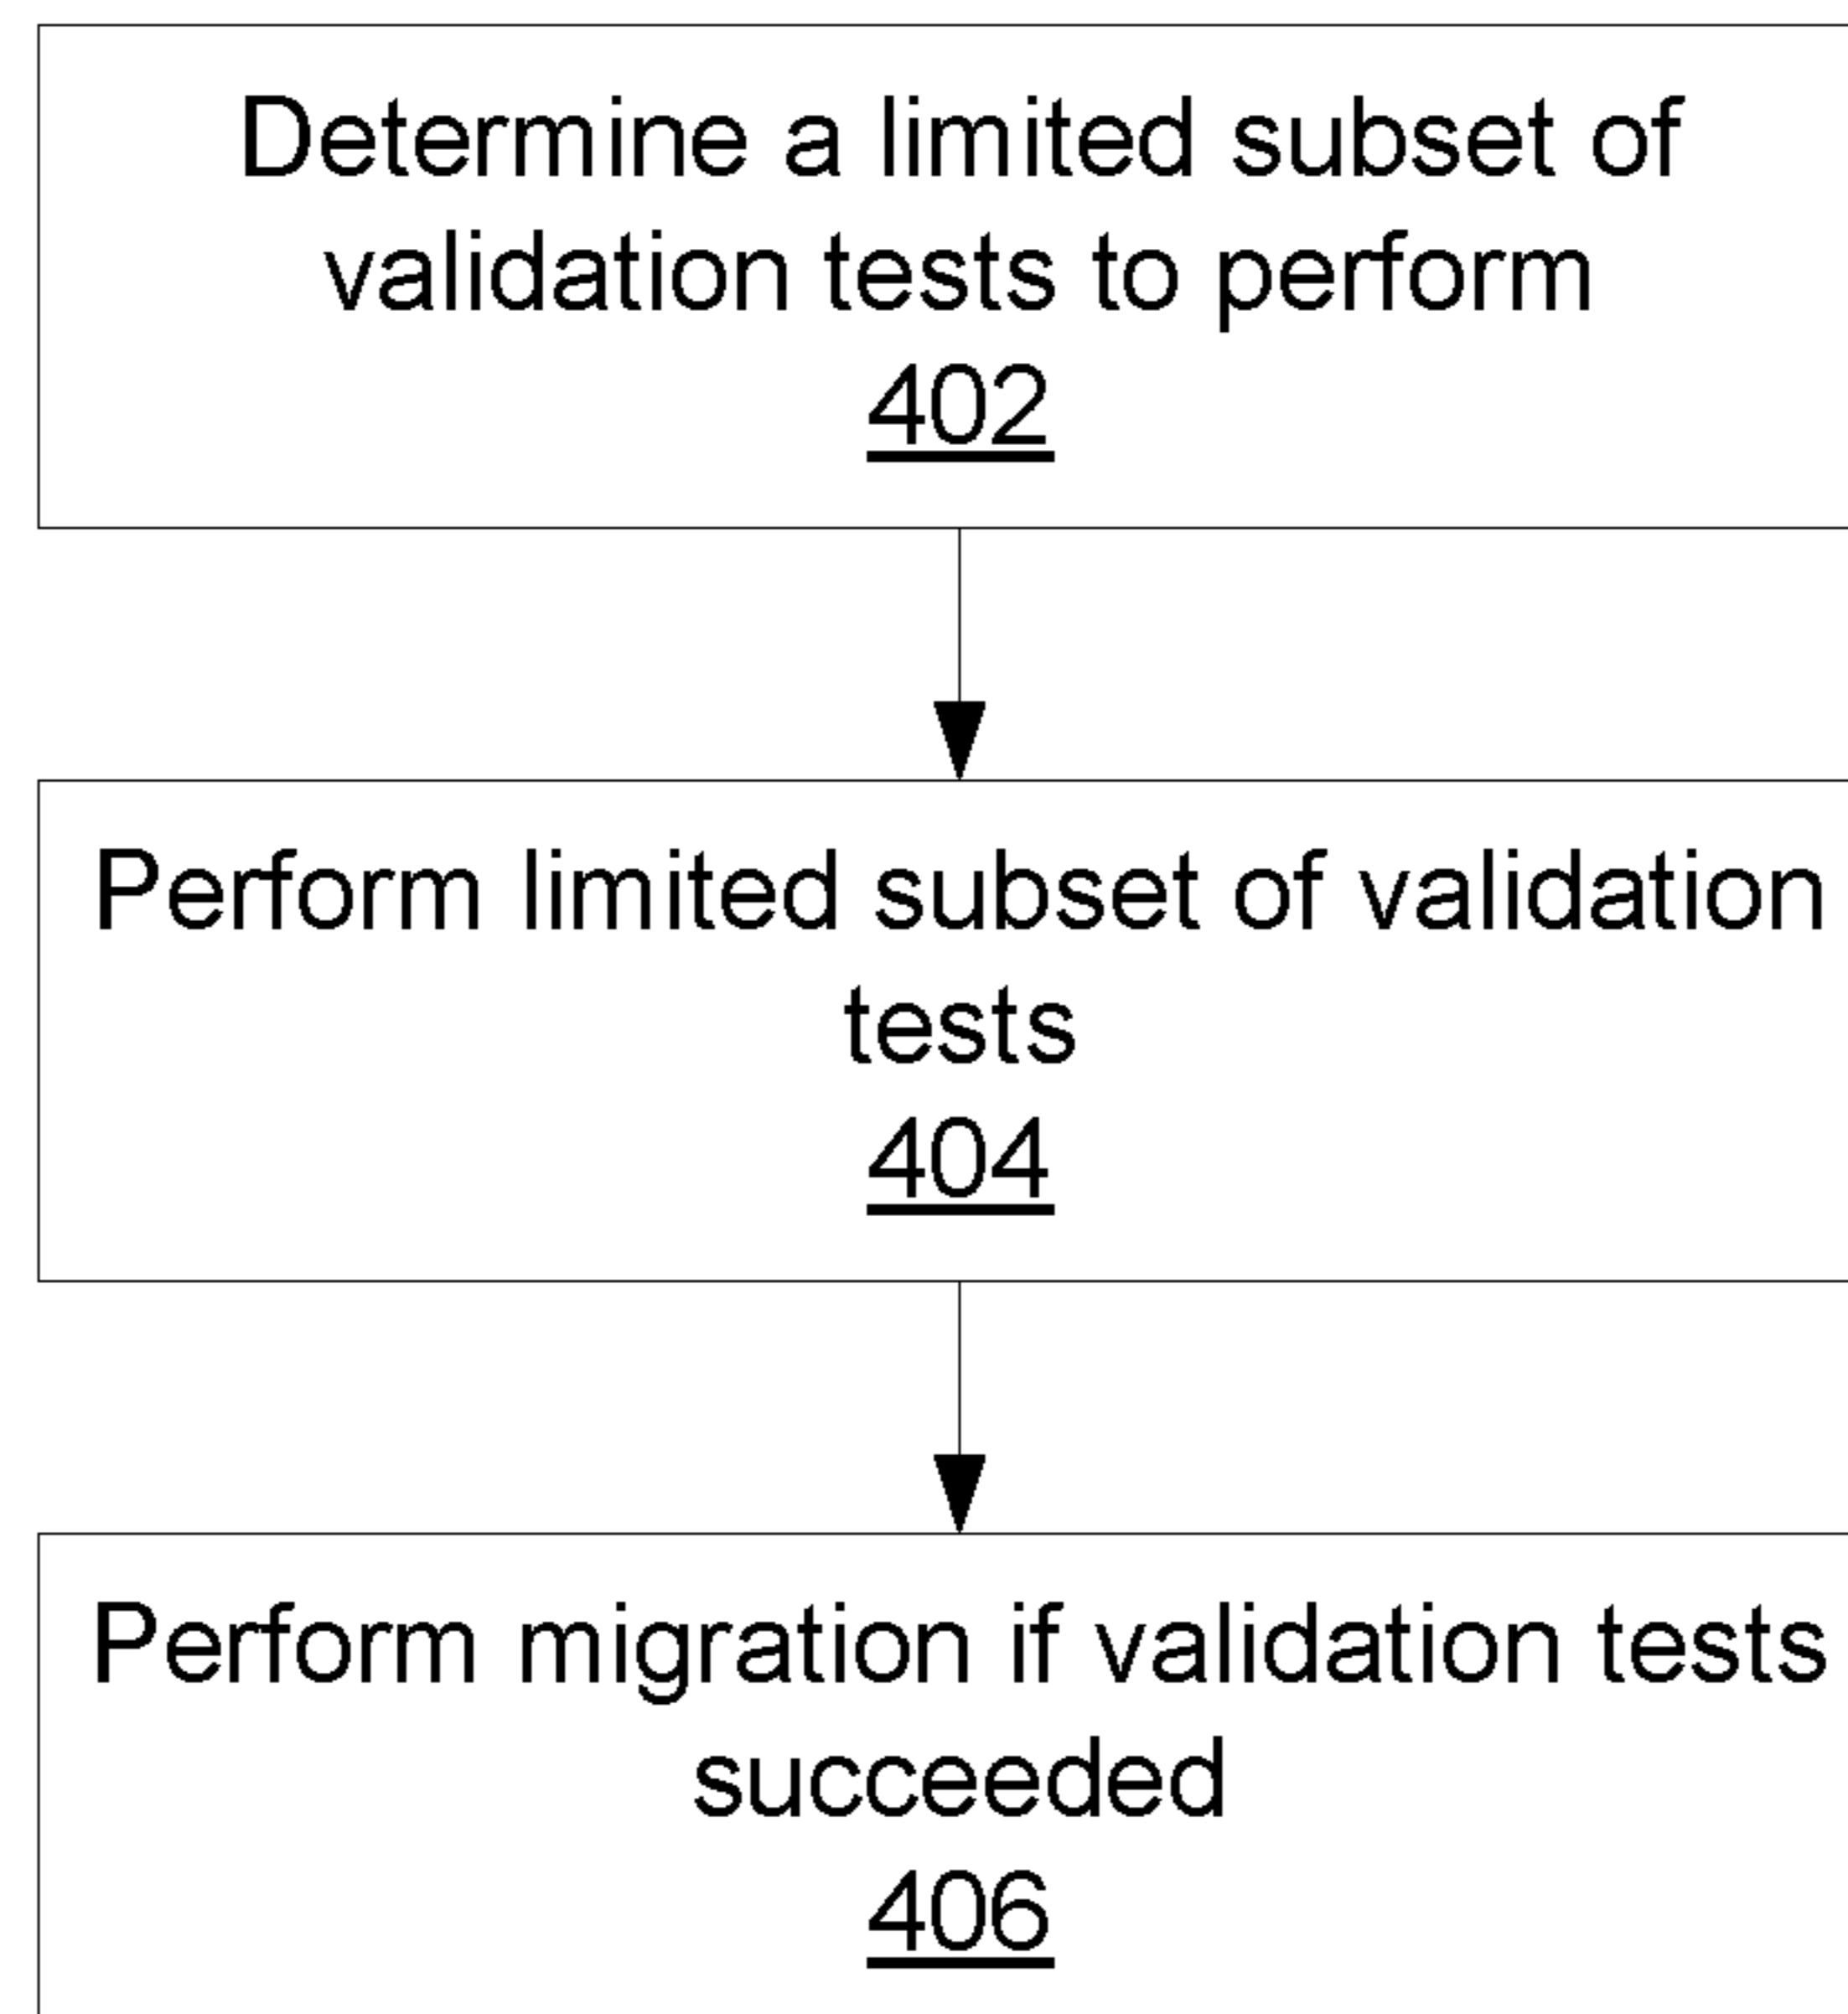 Determine a limited subset of
validation tests to perform
402
Perform limited subset of validation
tests
404
Perform migration if validation tests
succeeded
406